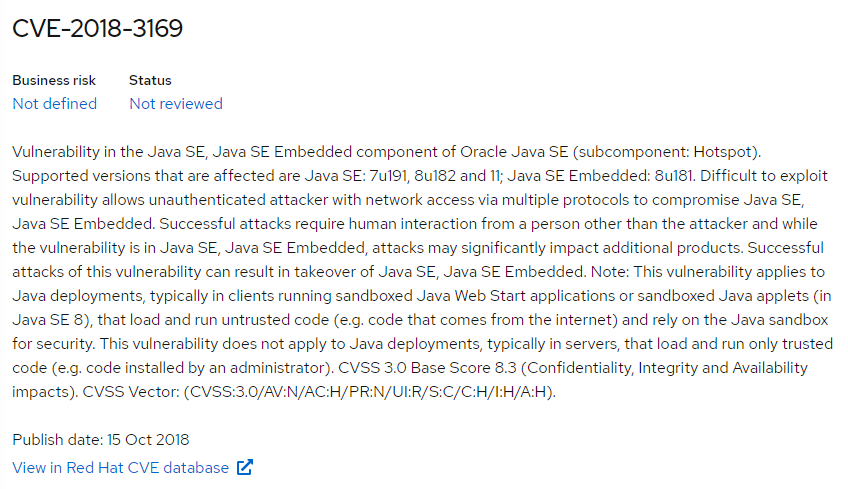 CVE-2018-3169
Business risk Status
Not defined Not reviewed
Vulnerability in the Java SE, Java SE Embedded component of Oracle Java SE (subcomponent: Hotspot).
Supported versions that are affected are Java SE: 7u191, 8u182 and 11; Java SE Embedded: 8u181. Difficult to exploit
vulnerability allows unauthenticated attacker with network access via multiple protocols to compromise Java SE,
Java SE Embedded. Successful attacks require human interaction from a person other than the attacker and while
the vulnerability is in Java SE, Java SE Embedded, attacks may significantly impact additional products. Successful
attacks of this vulnerability can result in takeover of Java SE, Java SE Embedded. Note: This vulnerability applies to
Java deployments, typically in clients running sandboxed Java Web Start applications or sandboxed Java applets (in
Java SE 8), that load and run untrusted code (e.g. code that comes from the internet) and rely on the Java sandbox
for security. This vulnerability does not apply to Java deployments, typically in servers, that load and run only trusted
code (e.g. code installed by an administrator). CVSS 3.0 Base Score 8.3 (Confidentiality, Integrity and Availability
impacts). CVSS Vector: (CVSS:3.0/AV:N/AC:H/PR:N/UI:R/S:C/C:H/I:H/A:H).
Publish date: 15 Oct 2018
View in Red Hat CVE database